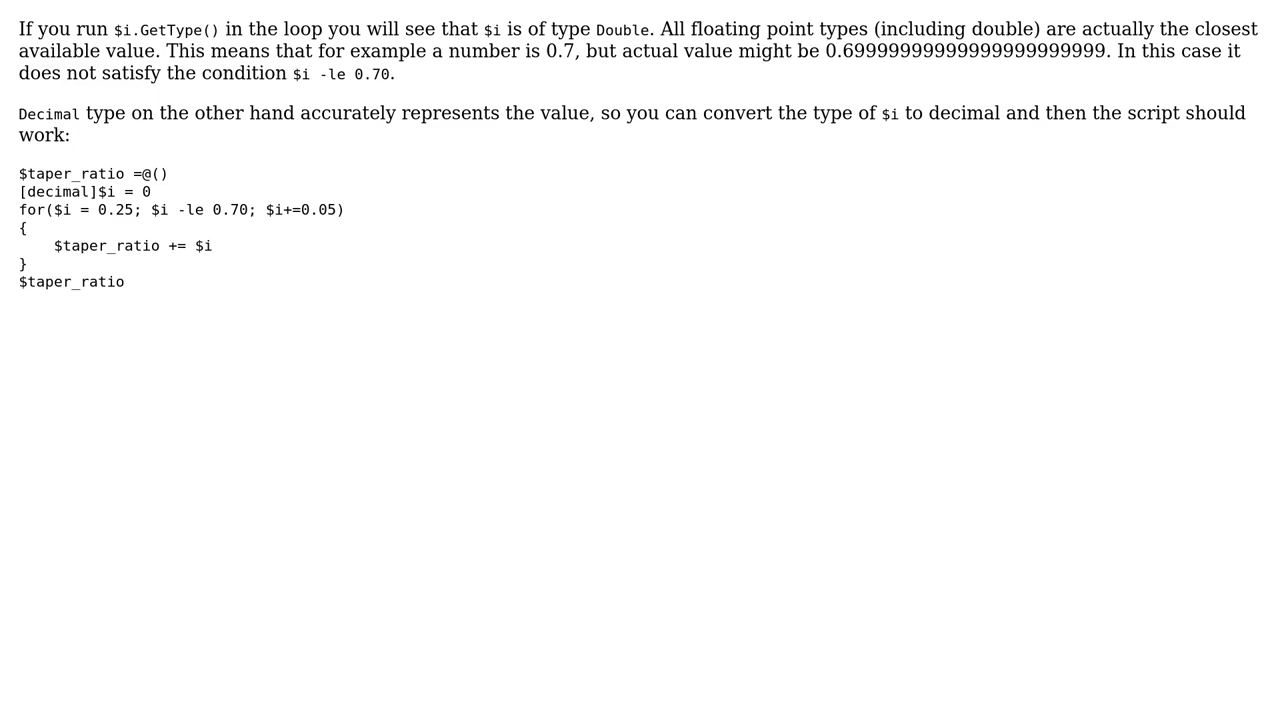 If you run $i.GetType() in the loop you will see that $i is of type Double. All floating point types (including double) are actually the closest
available value. This means that for example a number is 0.7, but actual value might be 0.69999999999999999999999. In this case it
does not satisfy the condition $i -le 0.70.
Decimal type on the other hand accurately represents the value, so you can convert the type of $i to decimal and then the script should
work:
$taper_ratio =@()
[decimal]$i = 0
for($i = 0.25; $i -le 0.70; $i+=0.05)
{
    $taper_ratio += $i
}
$taper_ratio